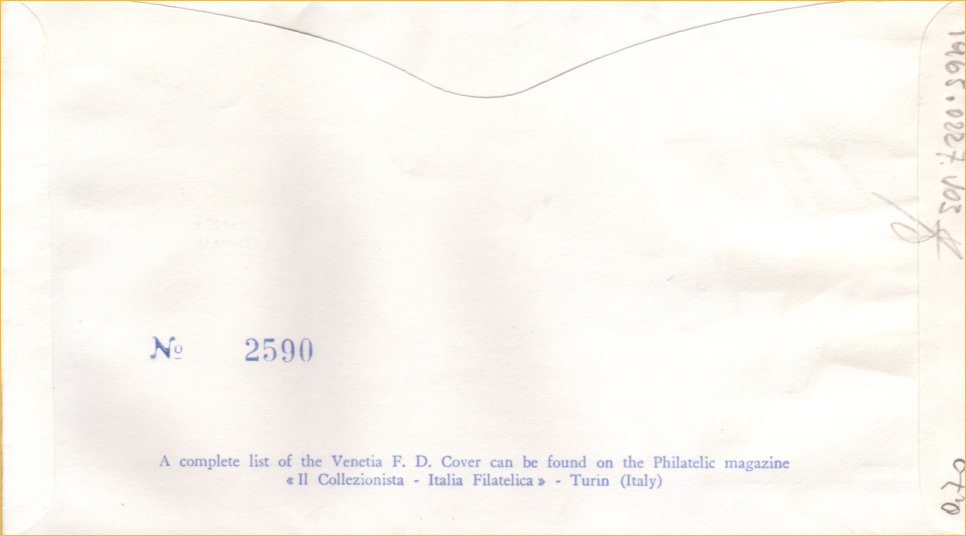 Nº 2590
A complete list of the Venetia F. D. Cover can be found on the Philatelic magazine
« Il Collezionista - Italia Filatelica » - Turin (Italy)